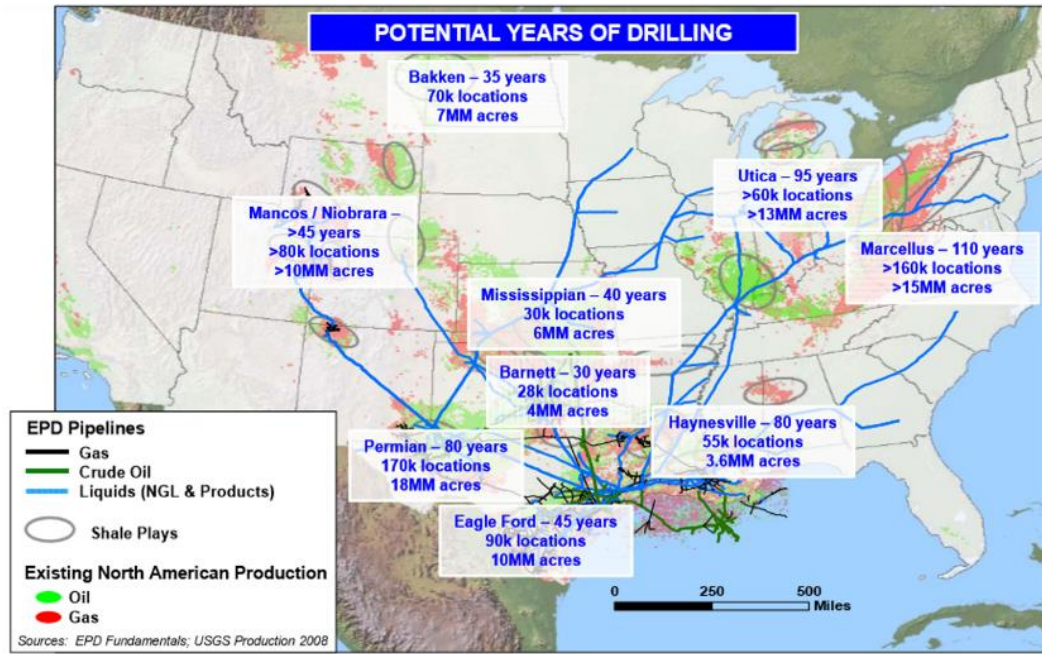 POTENTIAL YEARS OF DRILLING
Bakken – 35 years
70k locations
7MM acres
Utica – 95 years
>60k locations
>13MM acres
Mancos / Niobrara –
>45 years
>80k locations
>10MM acres
Marcellus – 110 years
>160k locations
>15MM acres
Mississippian – 40 years
30k locations
6MM acres
Barnett – 30 years
28k locations
4MM acres
Haynesville – 80 years
55k locations
3.6MM acres
Permian – 80 years
170k locations
18MM acres
Eagle Ford – 45 years
90k locations
10MM acres
EPD Pipelines
Gas
Crude Oil
Liquids (NGL & Products)
Shale Plays
Existing North American Production
Oil
Gas
Sources: EPD Fundamentals; USGS Production 2008
0 250 500
Miles